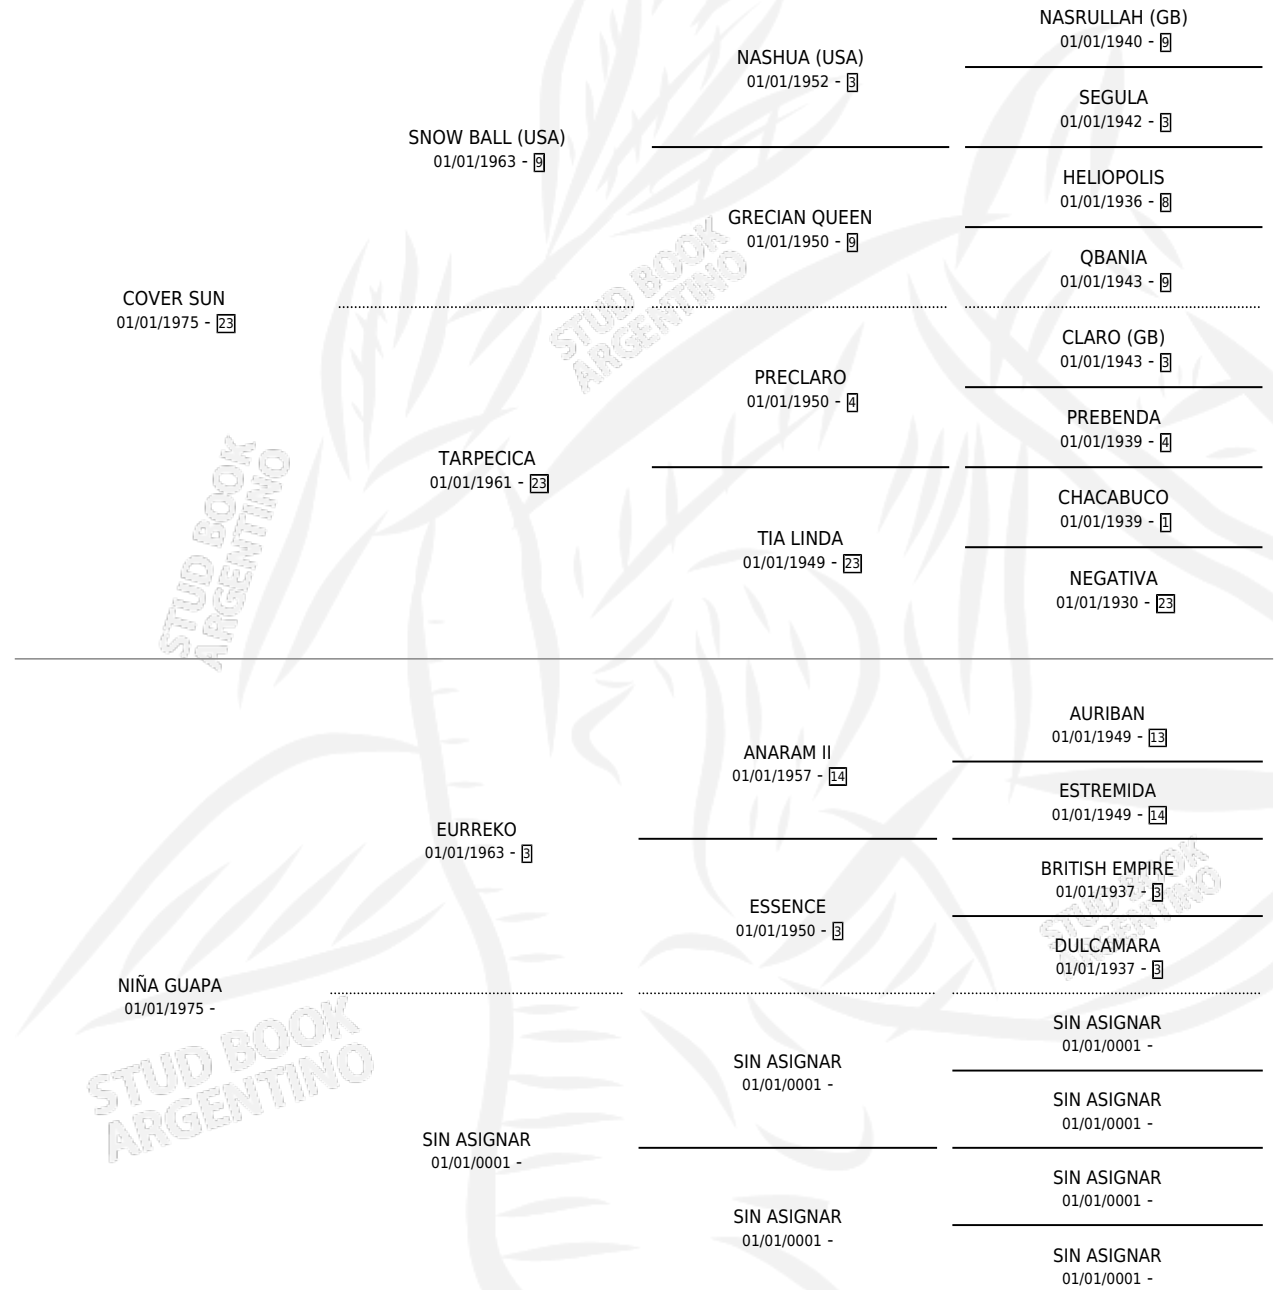 NASRULLAH (GB)
01/01/1940 - 9
NASHUA (USA)
01/01/1952 - 3
SEGULA
01/01/1942 - 3
SNOW BALL (USA)
01/01/1963 - 9
HELIOPOLIS
01/01/1936 - 8
GRECIAN QUEEN
01/01/1950 - 9
QBANIA
01/01/1943 - 9
COVER SUN
01/01/1975 - 23
CLARO (GB)
01/01/1943 - 3
PRECLARO
01/01/1950 - 4
PREBENDA
01/01/1939 - 4
TARPECICA
01/01/1961 - 23
CHACABUCO
01/01/1939 - 1
TIA LINDA
01/01/1949 - 23
NEGATIVA
01/01/1930 - 23
AURIBAN
01/01/1949 - 13
ANARAM II
01/01/1957 - 14
ESTREMIDA
01/01/1949 - 14
EURREKO
01/01/1963 - 3
BRITISH EMPIRE
01/01/1937 - 3
ESSENCE
01/01/1950 - 3
DULCAMARA
01/01/1937 - 3
NIÑA GUAPA
01/01/1975 -
SIN ASIGNAR
01/01/0001 -
SIN ASIGNAR
01/01/0001 -
SIN ASIGNAR
01/01/0001 -
SIN ASIGNAR
01/01/0001 -
SIN ASIGNAR
01/01/0001 -
SIN ASIGNAR
01/01/0001 -
SIN ASIGNAR
01/01/0001 -
STUD BOOK
ARGENTINO
STUD BOOK
ARGENTINO
STUD BOOK
ARGENTINO
STUD BOOK
ARGENTINO